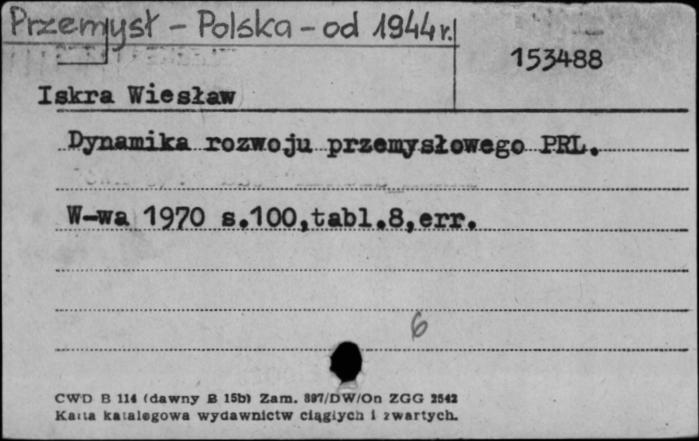 Przemysł - Polska - od 1944 r.
153488
Iskra Wiesław
Dynamika rozwoju przemysłowego PRL.
W-wa 1970 s.100,tabl.8,err.
6
CWD B 114 (dawny B 15b) Zam. 897/DW/On ZGG 2542
Karta katalogowa wydawnictw ciągłych i zwartych.